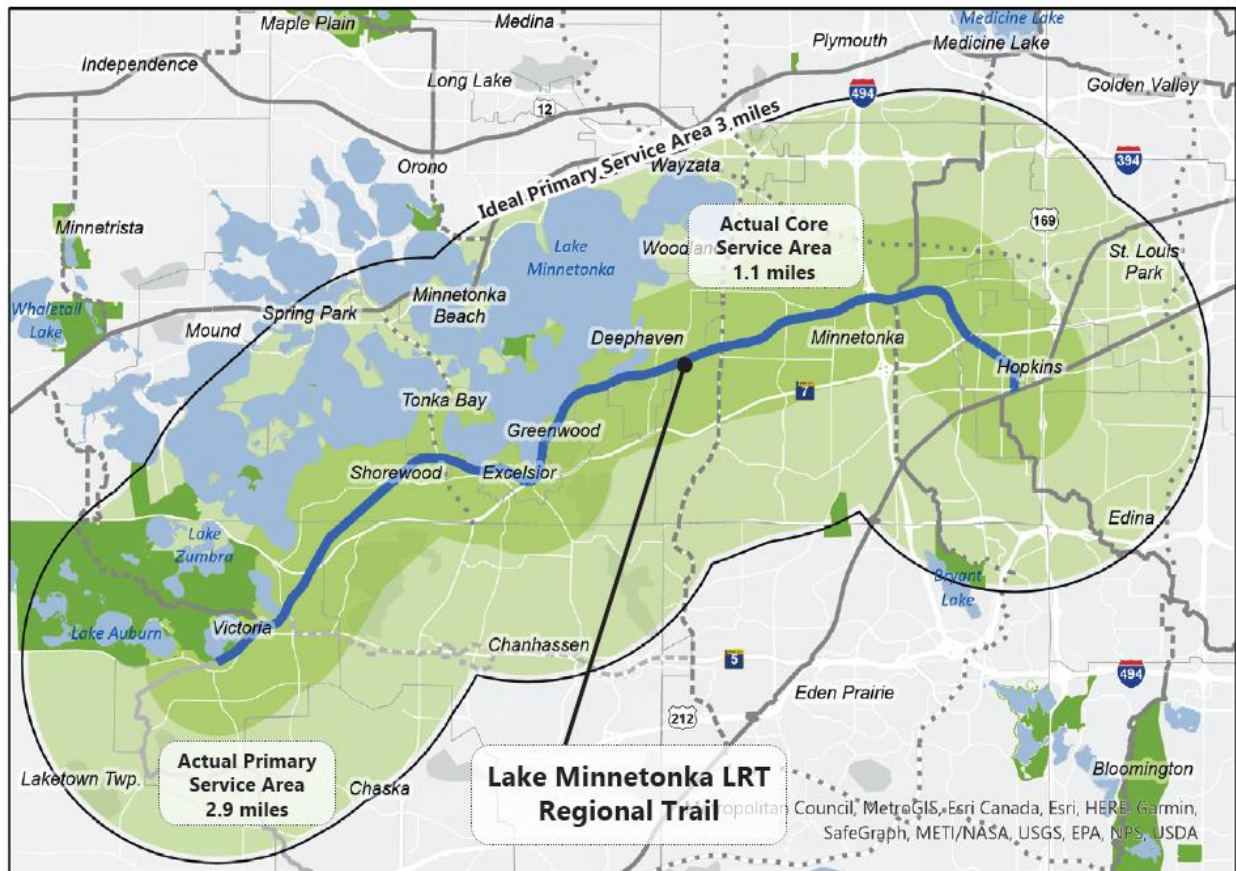 Maple Plain
Medina
Medicine Lake
Plymouth
Medicine Lake
Independence
Long Lake
494
Golden Valley
12
394
Orono
Ideal Primary Service Area 3 miles
Wayzata
Minnetrista
Actual Core
Service Area
1.1 miles
169
Lake
Minnetonka
St. Louis
Park
Whaletail
Lake
Mound
Spring Park
Minnetonka
Beach
Deephaven
Minnetonka
Hopkins
7
Tonka Bay
Greenwood
Shorewood
Excelsior
Edina
Lake
Zumbra
Bryant
Lake
Lake Auburn
Victoria
Chanhassen
5
494
Eden Prairie
212
Laketown Twp.
Actual Primary
Service Area
2.9 miles
Chaska
Lake Minnetonka LRT
Regional Trail
Bloomington
Council, MetroGIS, Esri Canada, Esri, HERE, Garmin,
SafeGraph, METI/NASA, USGS, EPA, NPS, USDA